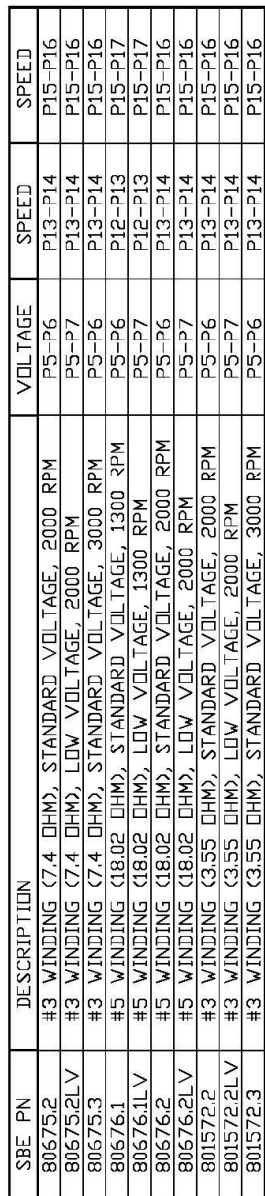 SBE PN DESCRIPTION VOLTAGE SPEED SPEED
80675.2 #3 WINDING (7.4 OHM), STANDARD VOLTAGE, 2000 RPM P5-P6 P13-P14 P15-P16
80675.2LV #3 WINDING (7.4 OHM), LOW VOLTAGE, 2000 RPM P5-P7 P13-P14 P15-P16
80675.3 #3 WINDING (7.4 OHM), STANDARD VOLTAGE, 3000 RPM P5-P6 P13-P14 P15-P16
80676.1 #5 WINDING (18.02 OHM), STANDARD VOLTAGE, 1300 RPM P5-P6 P12-P13 P15-P17
80676.1LV #5 WINDING (18.02 OHM), LOW VOLTAGE, 1300 RPM P5-P7 P12-P13 P15-P17
80676.2 #5 WINDING (18.02 OHM), STANDARD VOLTAGE, 2000 RPM P5-P6 P13-P14 P15-P16
80676.2LV #5 WINDING (18.02 OHM), LOW VOLTAGE, 2000 RPM P5-P7 P13-P14 P15-P16
801572.2 #3 WINDING (3.55 OHM), STANDARD VOLTAGE, 2000 RPM P5-P6 P13-P14 P15-P16
801572.2LV #3 WINDING (3.55 OHM), LOW VOLTAGE, 2000 RPM P5-P7 P13-P14 P15-P16
801572.3 #3 WINDING (3.55 OHM), STANDARD VOLTAGE, 3000 RPM P5-P6 P13-P14 P15-P16